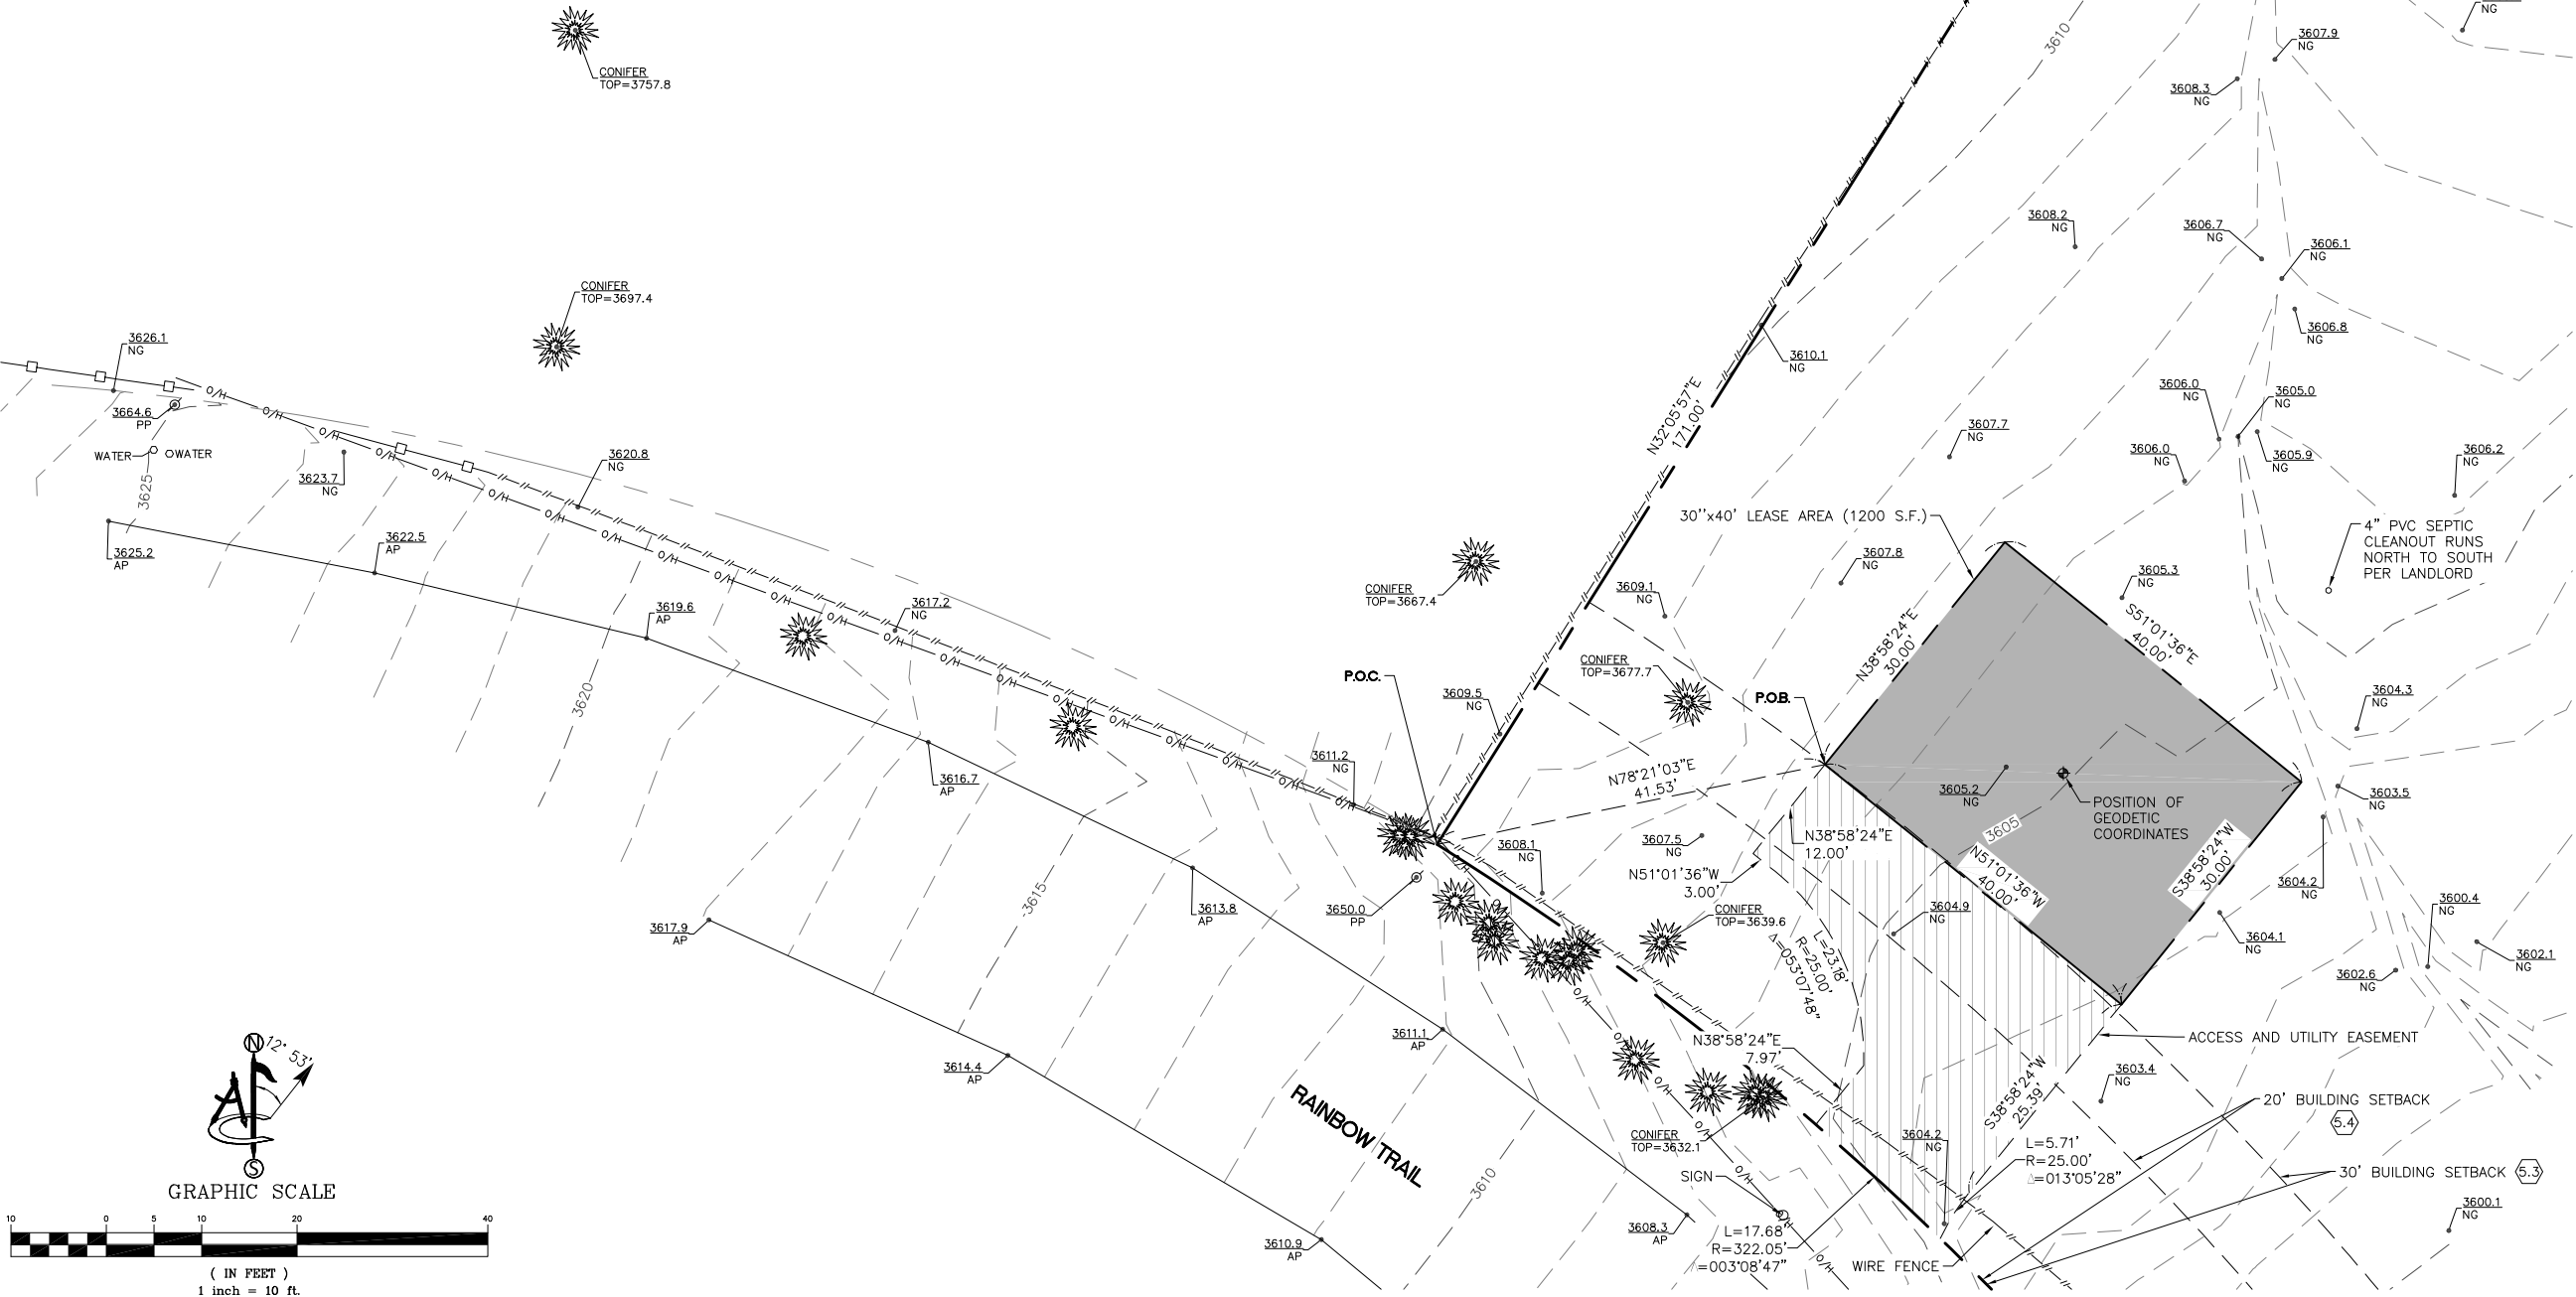 NG
3607.9
NG
3610
CONIFER
TOP=3757.8
3608.3
NG
3608.2
NG
3606.7
NG
3606.1
NG
CONIFER
TOP=3697.4
3606.8
NG
3626.1
NG
3610.1
NG
N32°05'57"E
171.00'
3606.0
NG
3605.0
NG
3664.6
PP
WATER
WATER
3625
3623.7
NG
3620.8
NG
3607.7
NG
3606.0
NG
3605.9
NG
3606.2
NG
30''x40' LEASE AREA (1200 S.F.)
4" PVC SEPTIC
CLEANOUT RUNS
NORTH TO SOUTH
PER LANDLORD
3625.2
AP
3622.5
AP
3607.8
NG
3605.3
NG
CONIFER
TOP=3667.4
3609.1
NG
3619.6
AP
3617.2
NG
N38°58'24"E
30.00'
S51°01'36"E
40.00'
CONIFER
TOP=3677.7
P.O.C.
3609.5
NG
P.O.B.
3604.3
NG
3620
3616.7
AP
3611.2
NG
N78°21'03"E
41.53'
3605.2
NG
POSITION OF
GEODETIC
COORDINATES
3603.5
NG
3605
3607.5
NG
3608.1
NG
N38°58'24"E
12.00'
N51°01'36"W
3.00'
N51°01'36"W
40.00'
S38°58'24"W
30.00'
3604.2
NG
3615
3613.8
AP
3650.0
PP
CONIFER
TOP=3639.6
3604.9
NG
3600.4
NG
3617.9
AP
L=23.18'
R=25.00'
Δ=053°07'48"
3604.1
NG
3602.6
NG
3602.1
NG
N
12° 53'
A
S
3614.4
AP
3611.1
AP
N38°58'24"E
7.97'
ACCESS AND UTILITY EASEMENT
3603.4
NG
S38°58'24"W
25.39'
20' BUILDING SETBACK
5.4
RAINBOW TRAIL
CONIFER
TOP=3632.1
3604.2
NG
L=5.71'
R=25.00'
Δ=013°05'28"
30' BUILDING SETBACK
5.3
SIGN
3610
3600.1
NG
3608.3
AP
3610.9
AP
L=17.68'
R=322.05'
Δ=003°08'47"
WIRE FENCE
GRAPHIC SCALE
10 0 5 10 20 40
( IN FEET )
1 inch = 10 ft.
O/H O/H O/H O/H O/H O/H O/H O/H O/H O/H O/H O/H O/H O/H O/H O/H O/H O/H O/H O/H O/H
O/H
O/H
O/H
O/H
O/H
O/H
O/H
O/H